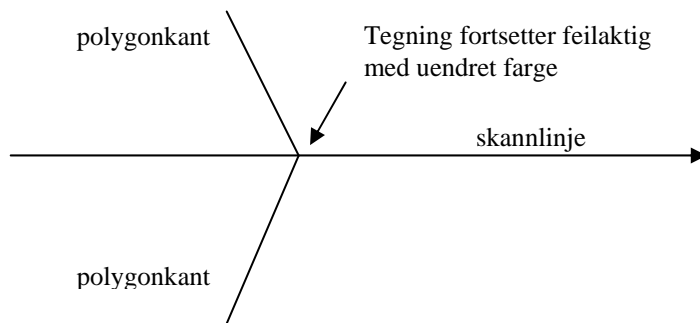 polygonkant
Tegning fortsetter feilaktig
med uendret farge
skannlinje
polygonkant